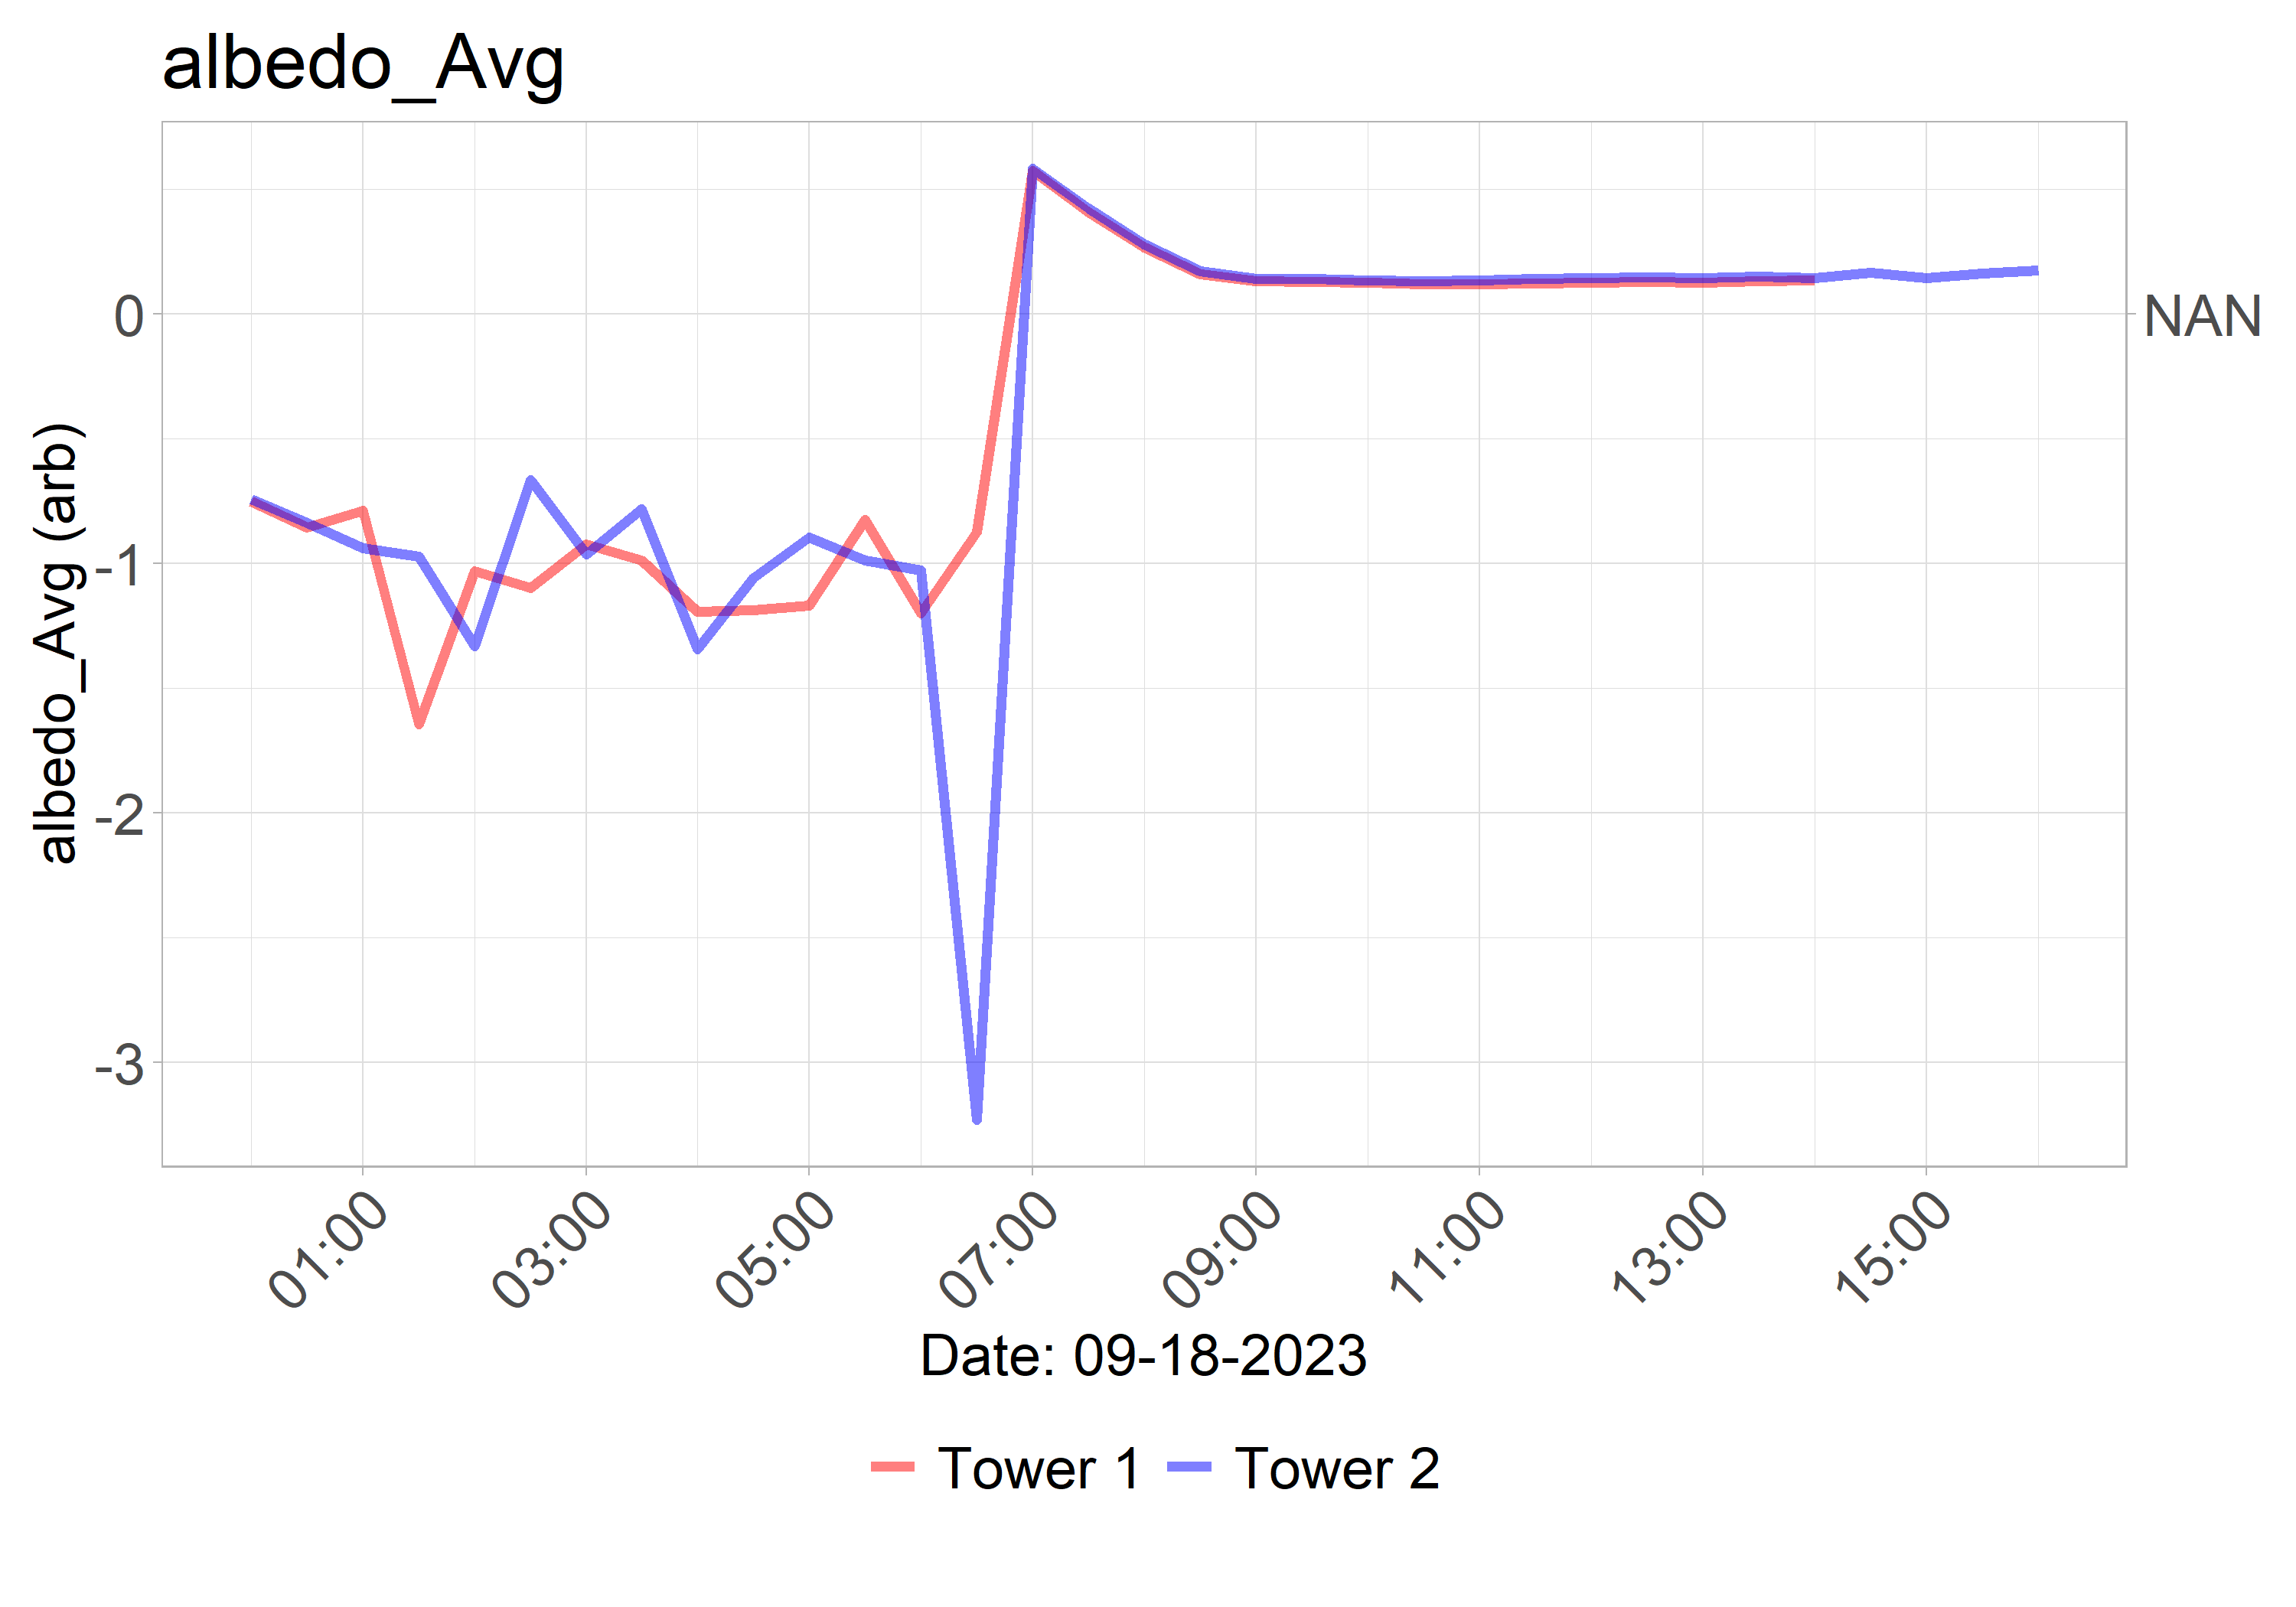 albedo_Avg
albedo_Avg (arb)
0
-1
-2
-3
NAN
01:00
03:00
05:00
07:00
09:00
11:00
13:00
15:00
Date: 09-18-2023
Tower 1
Tower 2